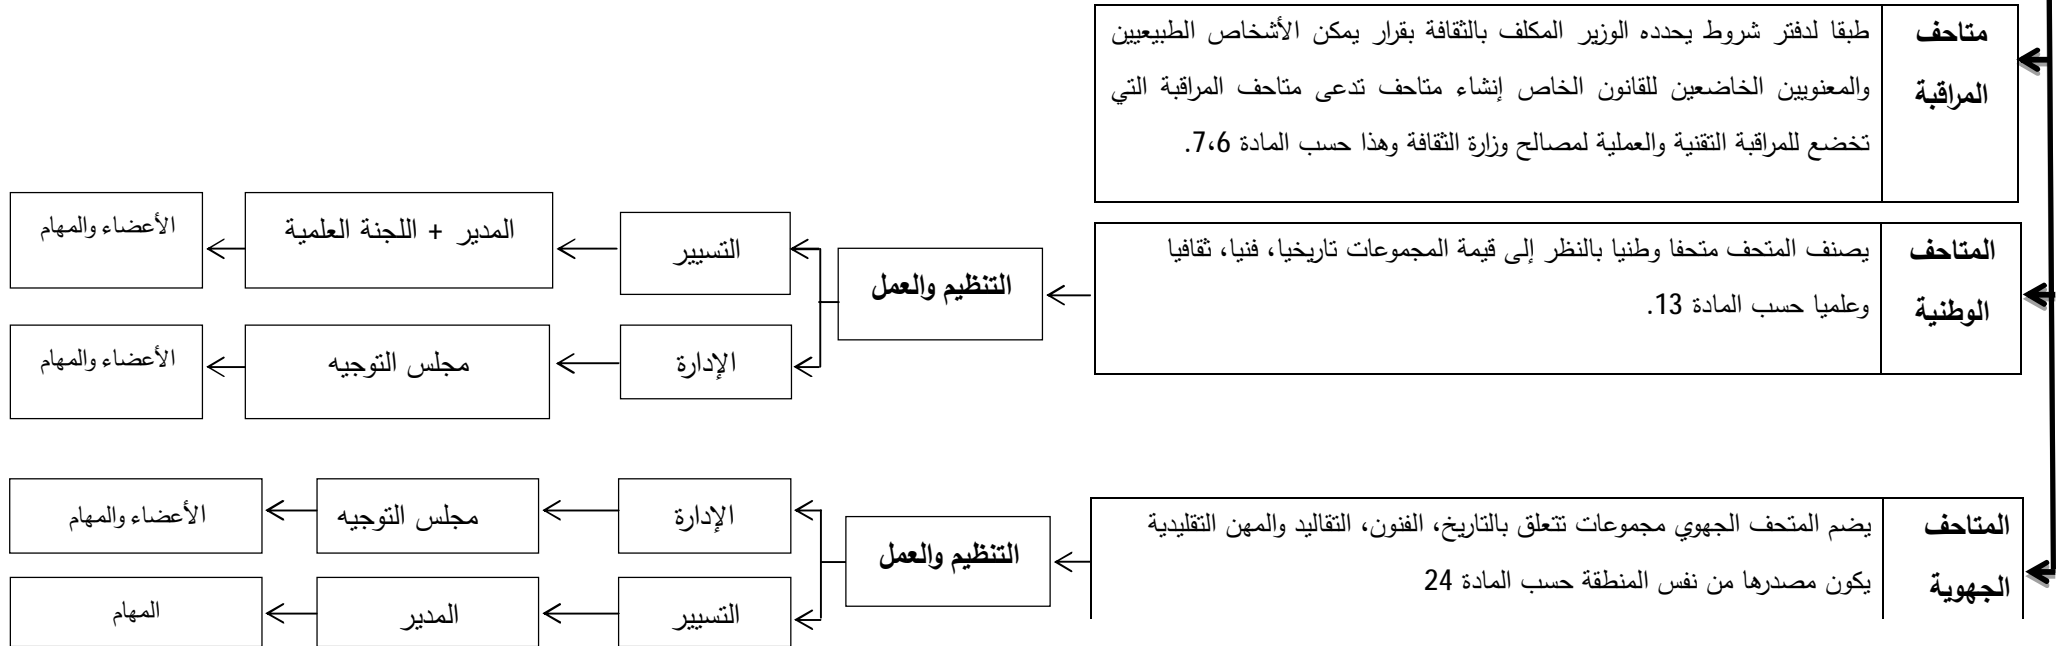 متاحف
المراقبة
طبقا لدفتر شروط يحدده الوزير المكلف بالثقافة بقرار يمكن الأشخاص الطبيعيين
والمعنويين الخاضعين للقانون الخاص إنشاء متاحف تدعى متاحف المراقبة التي
تخضع للمراقبة التقنية والعملية لمصالح وزارة الثقافة وهذا حسب المادة 7،6.
المتاحف
الوطنية
يصنف المتحف متحفا وطنيا بالنظر إلى قيمة المجموعات تاريخيا، فنيا، ثقافيا
وعلميا حسب المادة 13.
التنظيم والعمل
التسيير
المدير + اللجنة العلمية
الأعضاء والمهام
الإدارة
مجلس التوجيه
الأعضاء والمهام
المتاحف
الجهوية
يضم المتحف الجهوي مجموعات تتعلق بالتاريخ، الفنون، التقاليد والمهن التقليدية
يكون مصدرها من نفس المنطقة حسب المادة 24
التنظيم والعمل
الإدارة
مجلس التوجيه
الأعضاء والمهام
التسيير
المدير
المهام